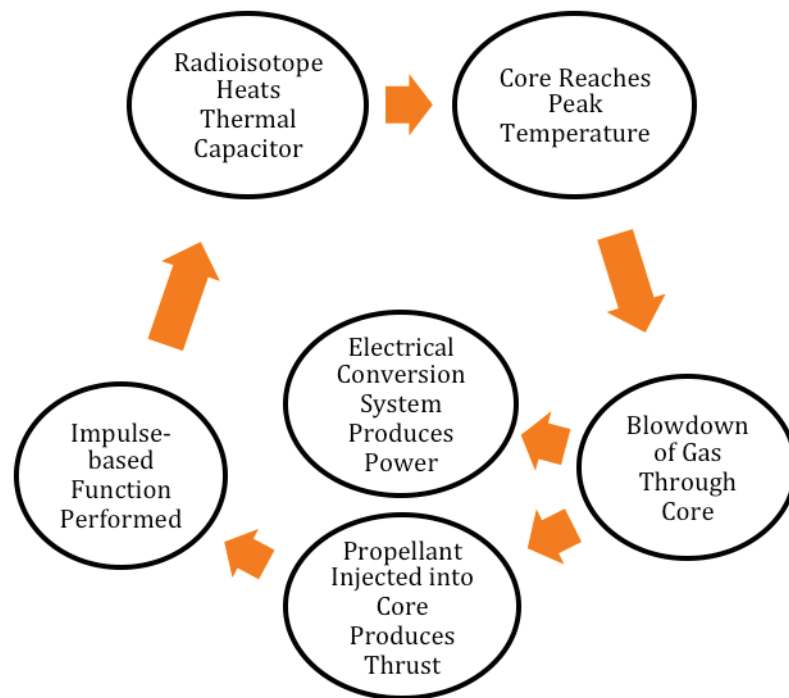 Radioisotope
Heats
Thermal
Capacitor
Core Reaches
Peak
Temperature
Blowdown
of Gas
Through
Core
Electrical
Conversion
System
Produces
Power
Propellant
Injected into
Core
Produces
Thrust
Impulse-
based
Function
Performed